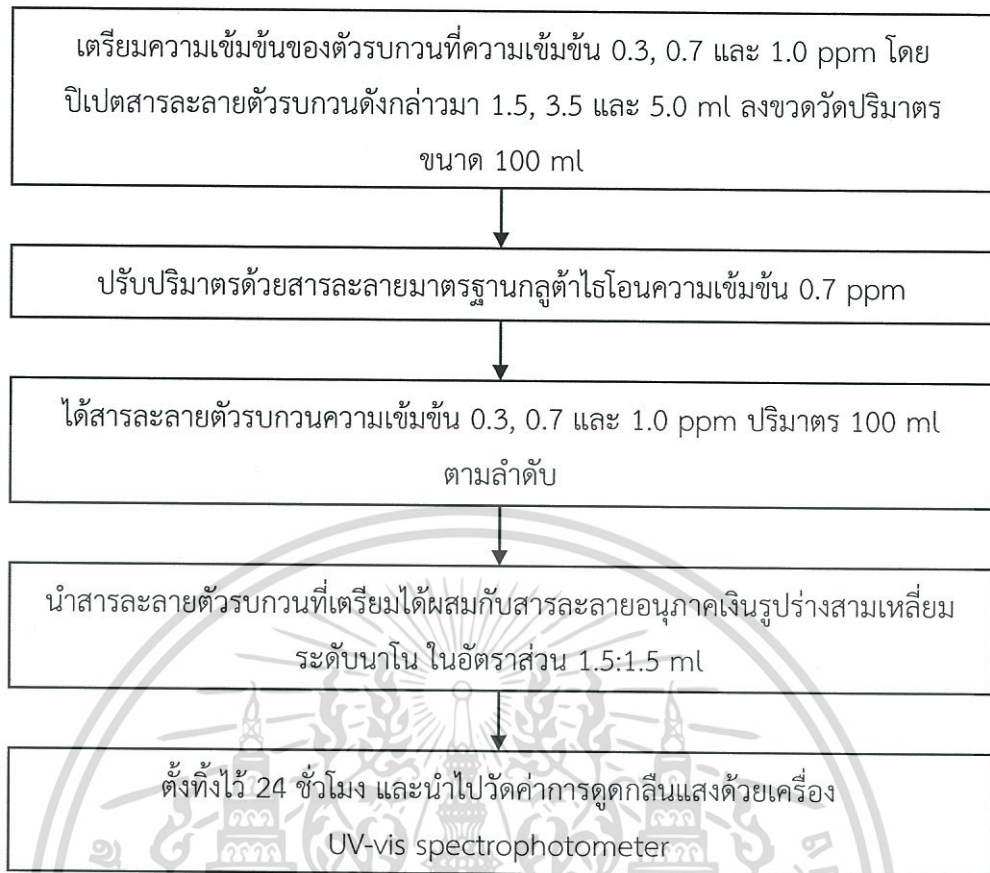 เตรียมความเข้มข้นของตัวรบกวนที่ความเข้มข้น 0.3, 0.7 และ 1.0 ppm โดย
ปิเปตสารละลายตัวรบกวนดังกล่าวมา 1.5, 3.5 และ 5.0 ml ลงขวดวัดปริมาตร
ขนาด 100 ml
ปรับปริมาตรด้วยสารละลายมาตรฐานกลูต้าไธโอนความเข้มข้น 0.7 ppm
ได้สารละลายตัวรบกวนความเข้มข้น 0.3, 0.7 และ 1.0 ppm ปริมาตร 100 ml
ตามลำดับ
นำสารละลายตัวรบกวนที่เตรียมได้ผสมกับสารละลายอนุภาคเงินรูปร่างสามเหลี่ยม
ระดับนาโน ในอัตราส่วน 1.5:1.5 ml
ตั้งทิ้งไว้ 24 ชั่วโมง และนำไปวัดค่าการดูดกลืนแสงด้วยเครื่อง
UV-vis spectrophotometer